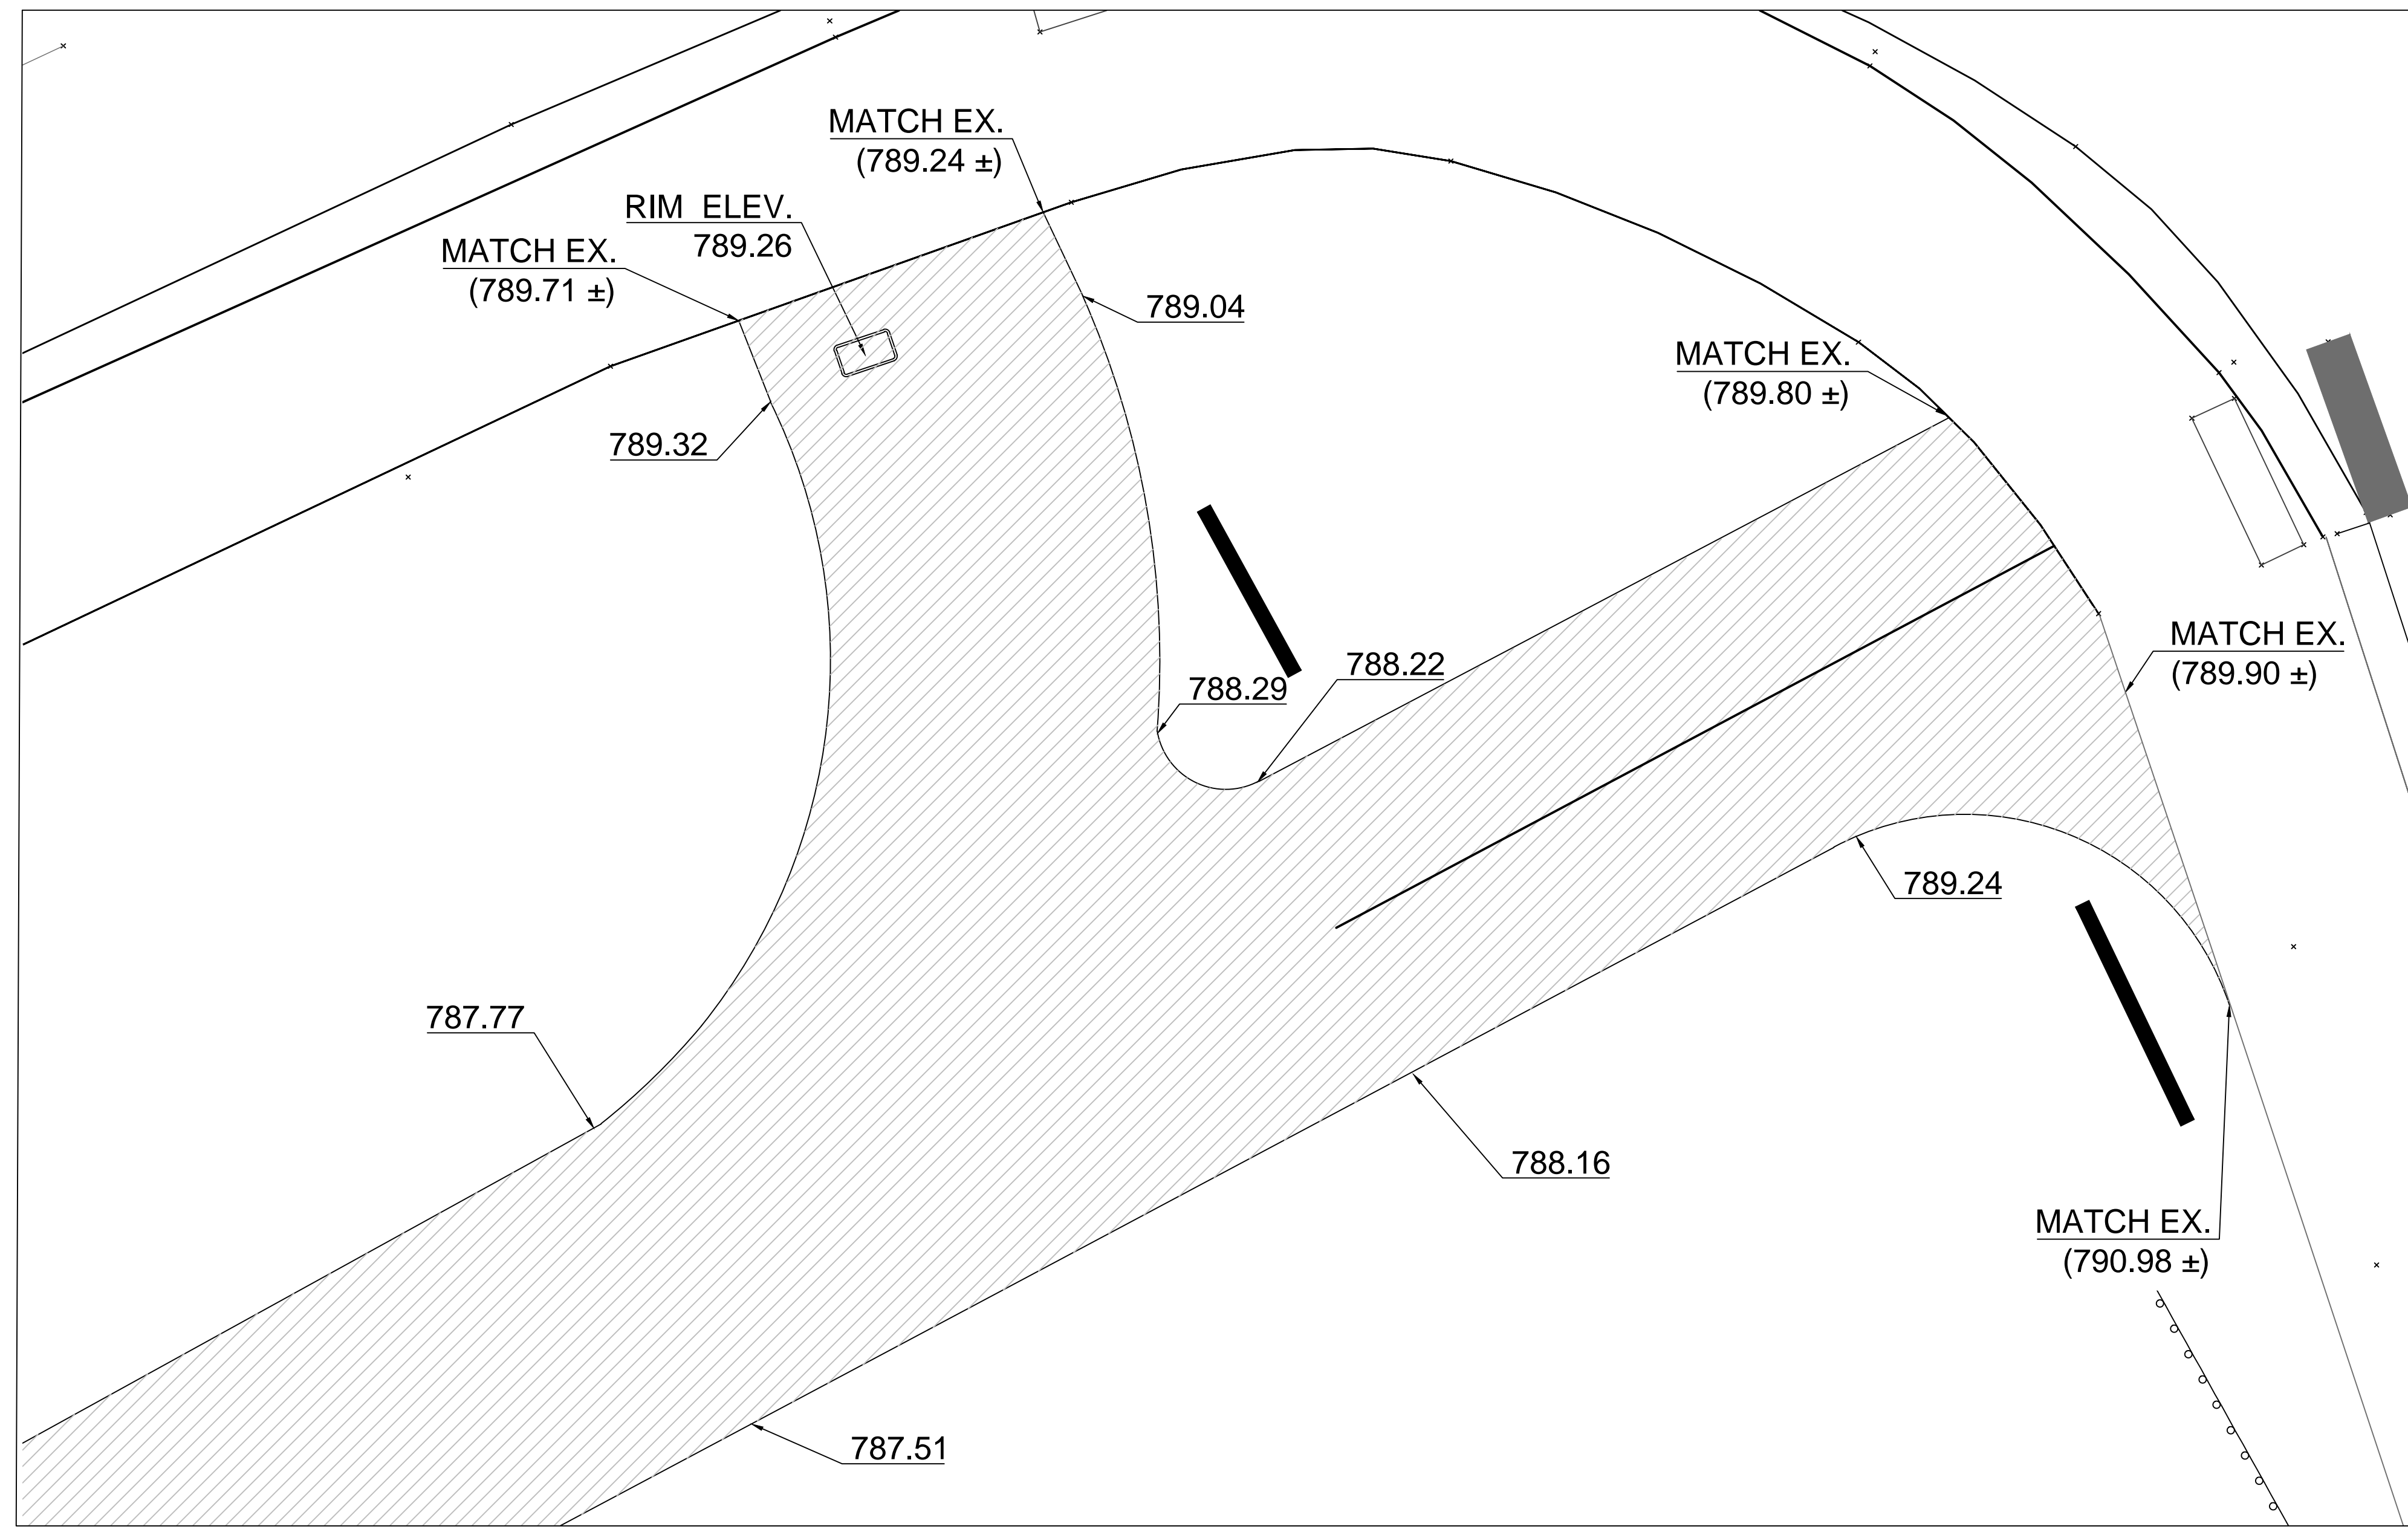 MATCH EX.
(789.24 ±)
RIM ELEV.
789.26
MATCH EX.
(789.71 ±)
789.04
MATCH EX.
(789.80 ±)
789.32
MATCH EX.
(789.90 ±)
788.22
788.29
789.24
787.77
788.16
MATCH EX.
(790.98 ±)
787.51